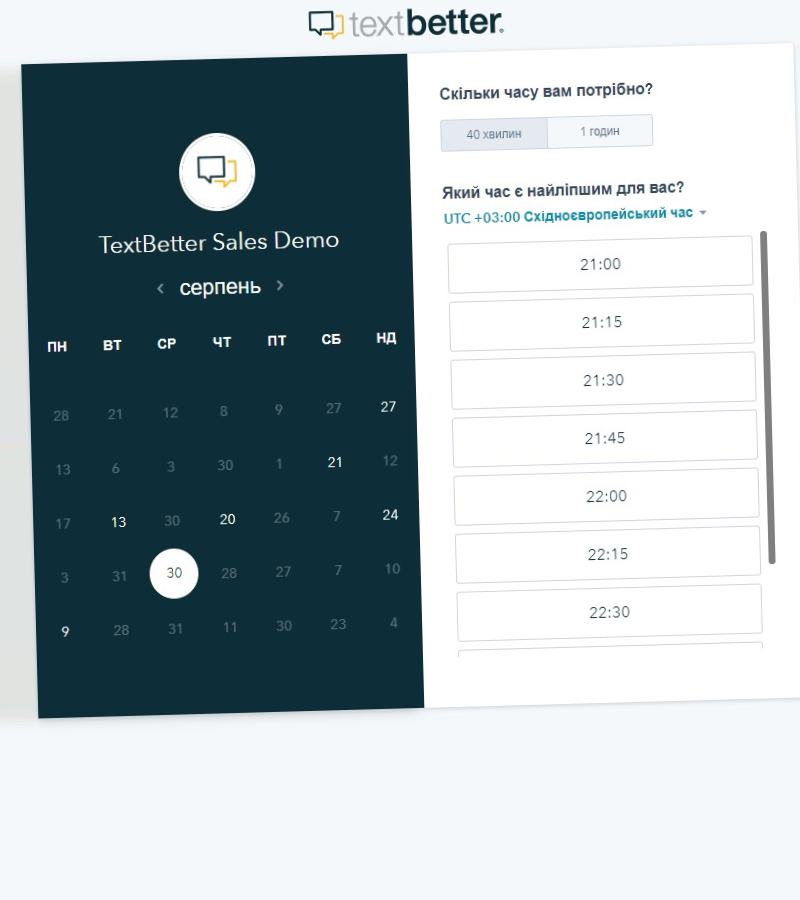 textbetter.
TextBetter Sales Demo
‹ серпень ›
ПН ВТ СР ЧТ ПТ СБ НД
28 21 12 8 9 27 27
13 6 3 30 1 21 12
17 13 30 20 26 7 24
3 31 30 28 27 7 10
9 28 31 11 30 23 4
Скільки часу вам потрібно?
40 хвилин 1 годин
Який час є найліпшим для вас?
UTC +03:00 Східноєвропейський час
21:00
21:15
21:30
21:45
22:00
22:15
22:30